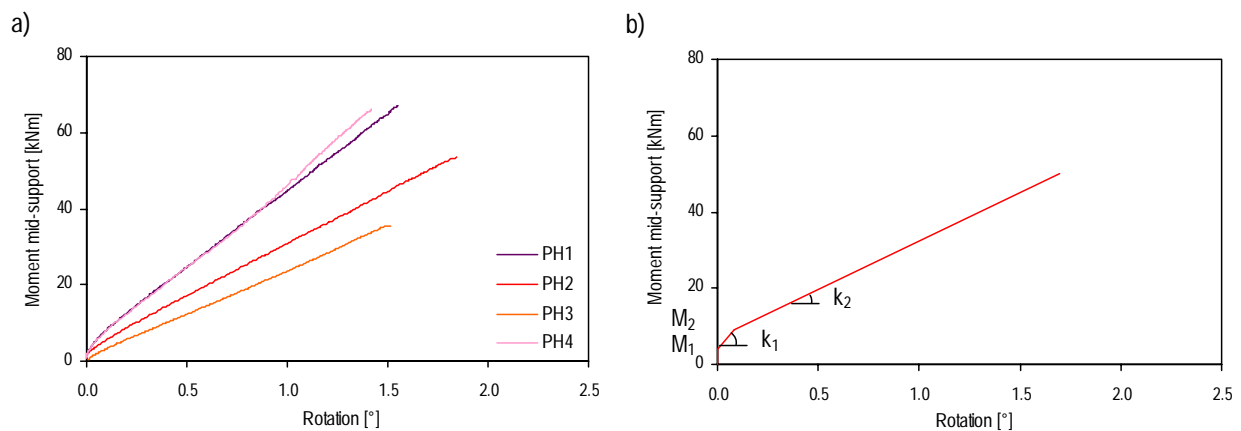 a)
Moment mid-support [kNm]
80
60
40
20
0
0.0 0.5 1.0 1.5 2.0 2.5
Rotation [°]
PH1
PH2
PH3
PH4
b)
Moment mid-support [kNm]
80
60
40
20
0
M2
M1
k1
k2
0.0 0.5 1.0 1.5 2.0 2.5
Rotation [°]